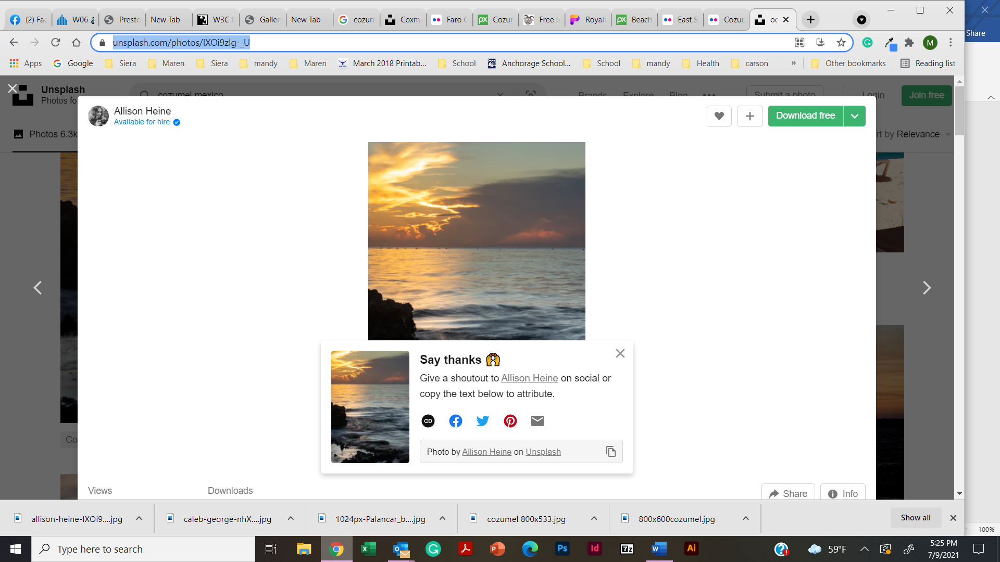 (2) Fac
W06
Presto
New Tab
W3C
Galler
New Tab
cozum
Coxm
Faro C
Cozur
Free I
Royalt
Beach
East S
Cozur
oc
Share
unsplash.com/photos/IXOi9zlg-_U
M
Apps Google Siera Maren Siera mandy Maren March 2018 Printab... School Anchorage School... School mandy Health carson » Other bookmarks Reading list
Unsplash
Photos fo
cozumel mexico
Brands Explore Blog Submit a photo Login Join free
Allison Heine
Available for hire
Download free
Photos 6.3k
rt by Relevance
Say thanks
Give a shoutout to Allison Heine on social or
copy the text below to attribute.
Photo by Allison Heine on Unsplash
Co
Views Downloads
Share Info
allison-heine-IXOi9....jpg caleb-george-nhX....jpg 1024px-Palancar_b....jpg cozumel 800x533.jpg 800x600cozumel.jpg Show all
100%
Type here to search
Ps Id 7z Ai
59°F
5:25 PM
7/9/2021